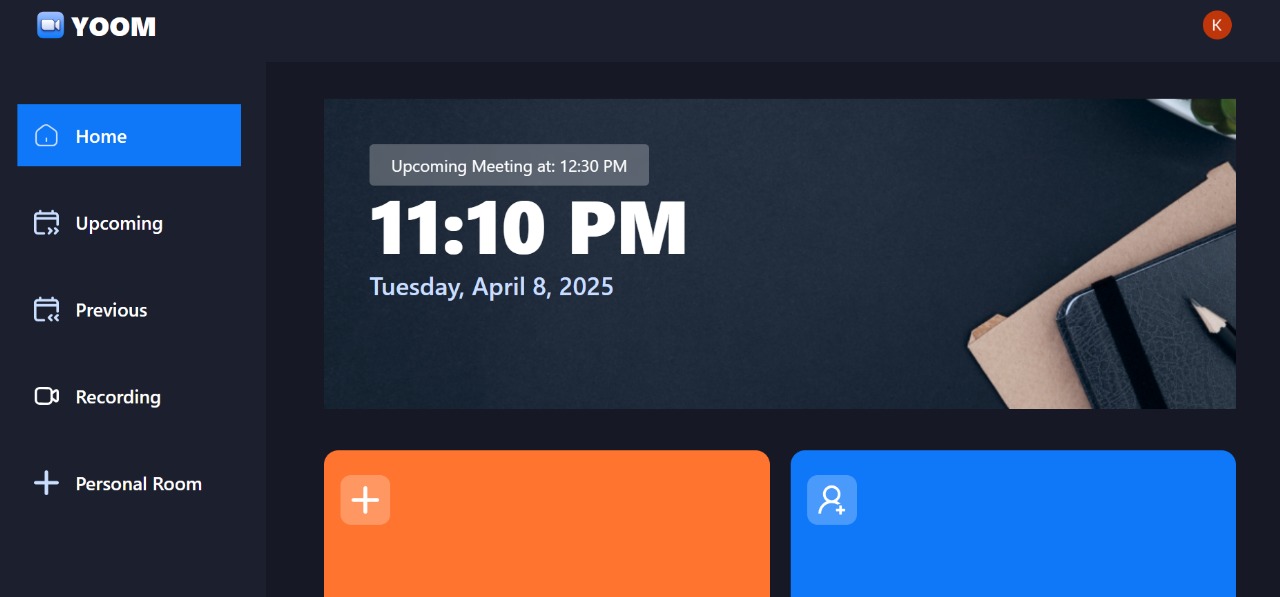 YOOM
K
Home
Upcoming
Previous
Recording
Personal Room
Upcoming Meeting at: 12:30 PM
11:10 PM
Tuesday, April 8, 2025